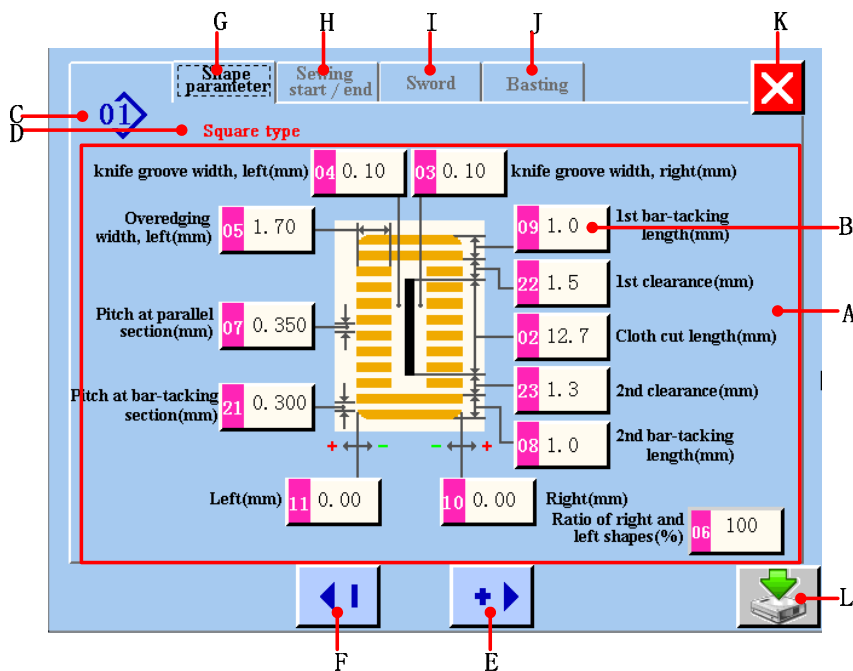 G
H
I
J
K
Shape
parameter
Sewing
start / end
Sword
Basting
C
01
D
Square type
knife groove width, left(mm)
04 0.10
03 0.10
knife groove width, right(mm)
Overedging
width, left(mm)
05 1.70
09 1.0
1st bar-tacking
length(mm)
B
22 1.5
1st clearance(mm)
A
Pitch at parallel
section(mm)
07 0.350
02 12.7
Cloth cut length(mm)
Pitch at bar-tacking
section(mm)
21 0.300
23 1.3
2nd clearance(mm)
08 1.0
2nd bar-tacking
length(mm)
+ -
- +
Left(mm)
11 0.00
10 0.00
Right(mm)
Ratio of right and
left shapes(%)
06 100
F
E
L